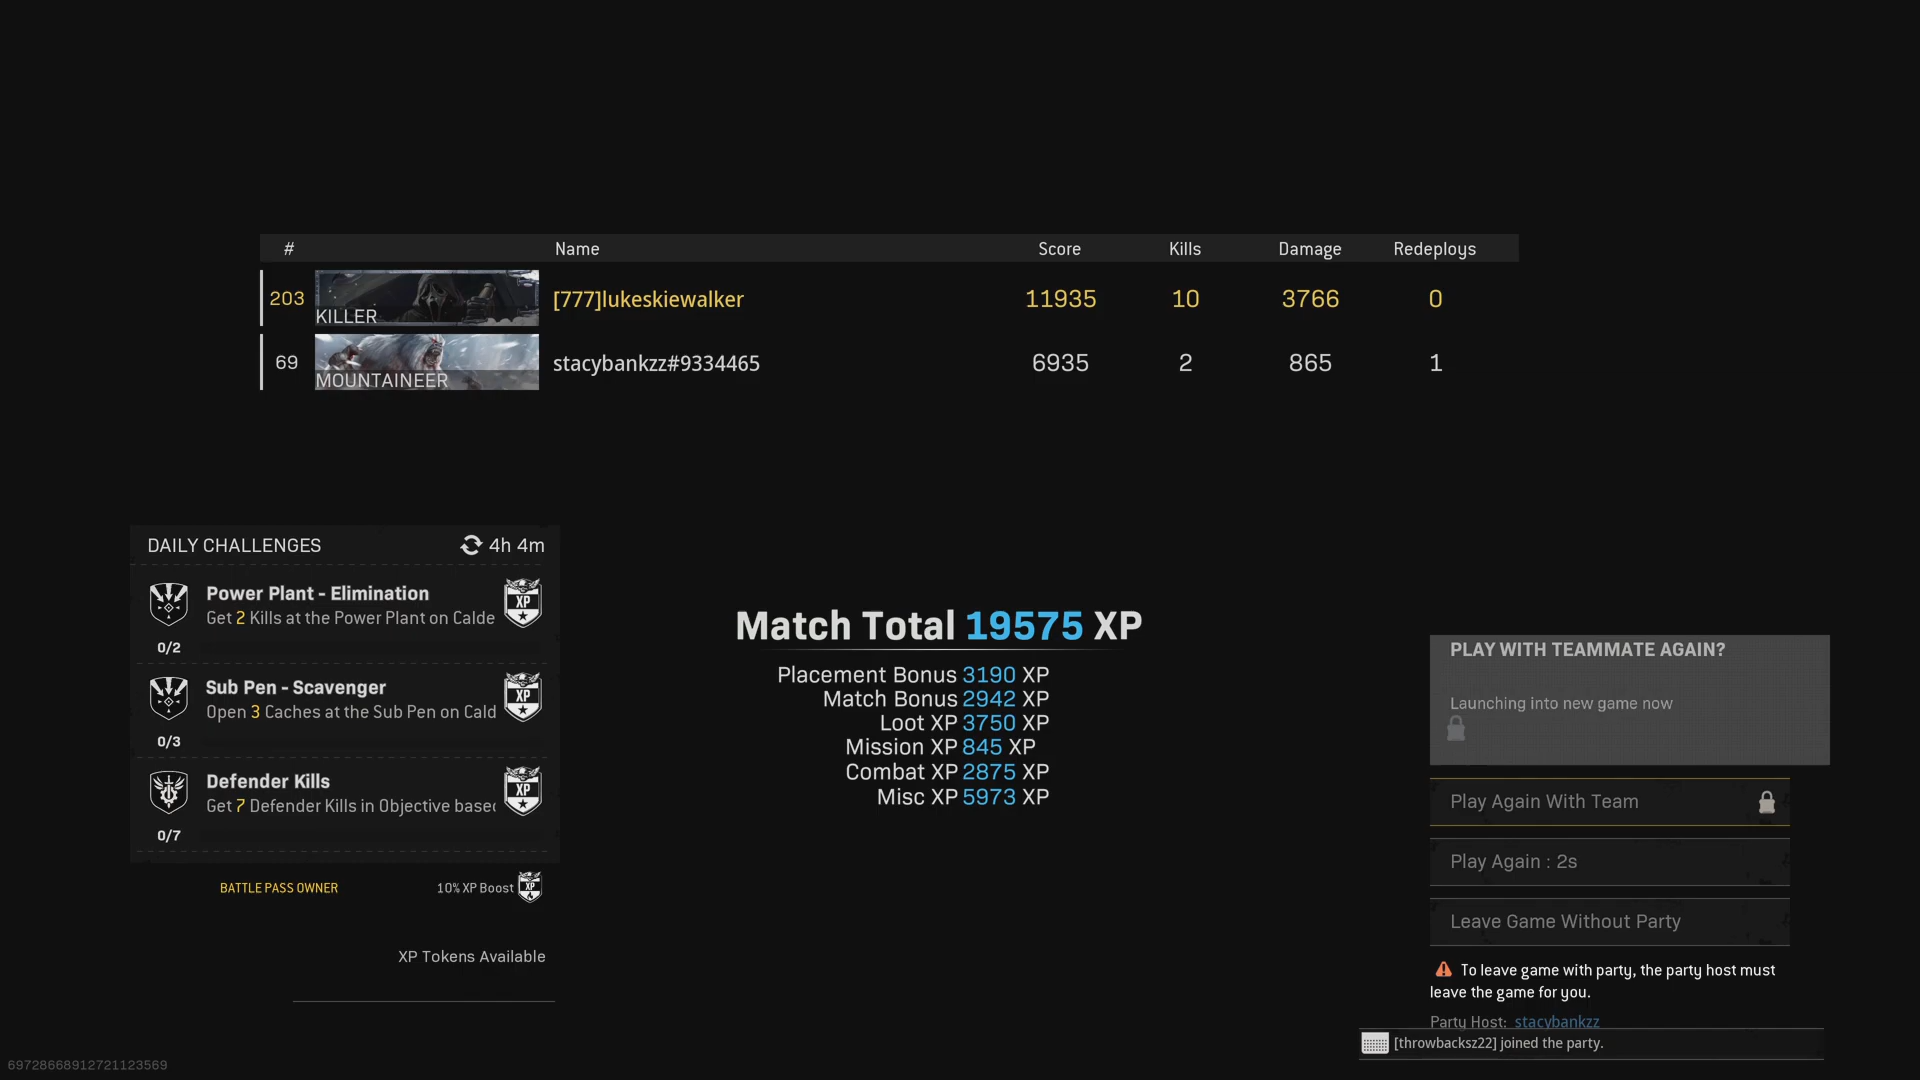 # Name Score Kills Damage Redeploys
203 KILLER [777]lukeskiewalker 11935 10 3766 0
69 MOUNTAINEER stacybankzz#9334465 6935 2 865 1
DAILY CHALLENGES 4h 4m
Power Plant - Elimination
Get 2 Kills at the Power Plant on Calde
XP
0/2
Sub Pen - Scavenger
Open 3 Caches at the Sub Pen on Cald
XP
0/3
Defender Kills
Get 7 Defender Kills in Objective based
XP
0/7
BATTLE PASS OWNER 10% XP Boost XP
XP Tokens Available
Match Total 19575 XP
Placement Bonus 3190 XP
Match Bonus 2942 XP
Loot XP 3750 XP
Mission XP 845 XP
Combat XP 2875 XP
Misc XP 5973 XP
PLAY WITH TEAMMATE AGAIN?
Launching into new game now
Play Again With Team
Play Again : 2s
Leave Game Without Party
To leave game with party, the party host must
leave the game for you.
Party Host: stacybankzz
[throwbacksz22] joined the party.
69728668912721123569